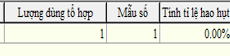 Lượng dùng tổ hợp Mẫu số Tính tỉ lệ hao hụt
1 1 0.00%